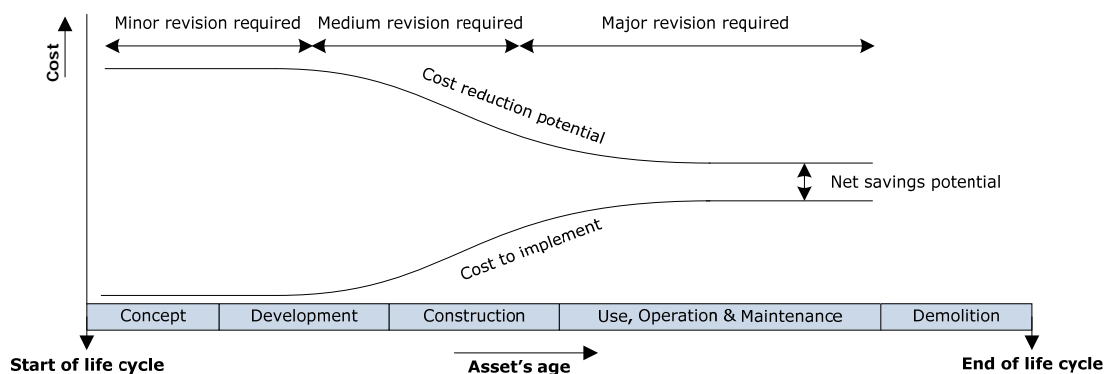 Minor revision required
Medium revision required
Major revision required
Cost
Cost reduction potential
Net savings potential
Cost to implement
Concept
Development
Construction
Use, Operation & Maintenance
Demolition
Start of life cycle
Asset's age
End of life cycle